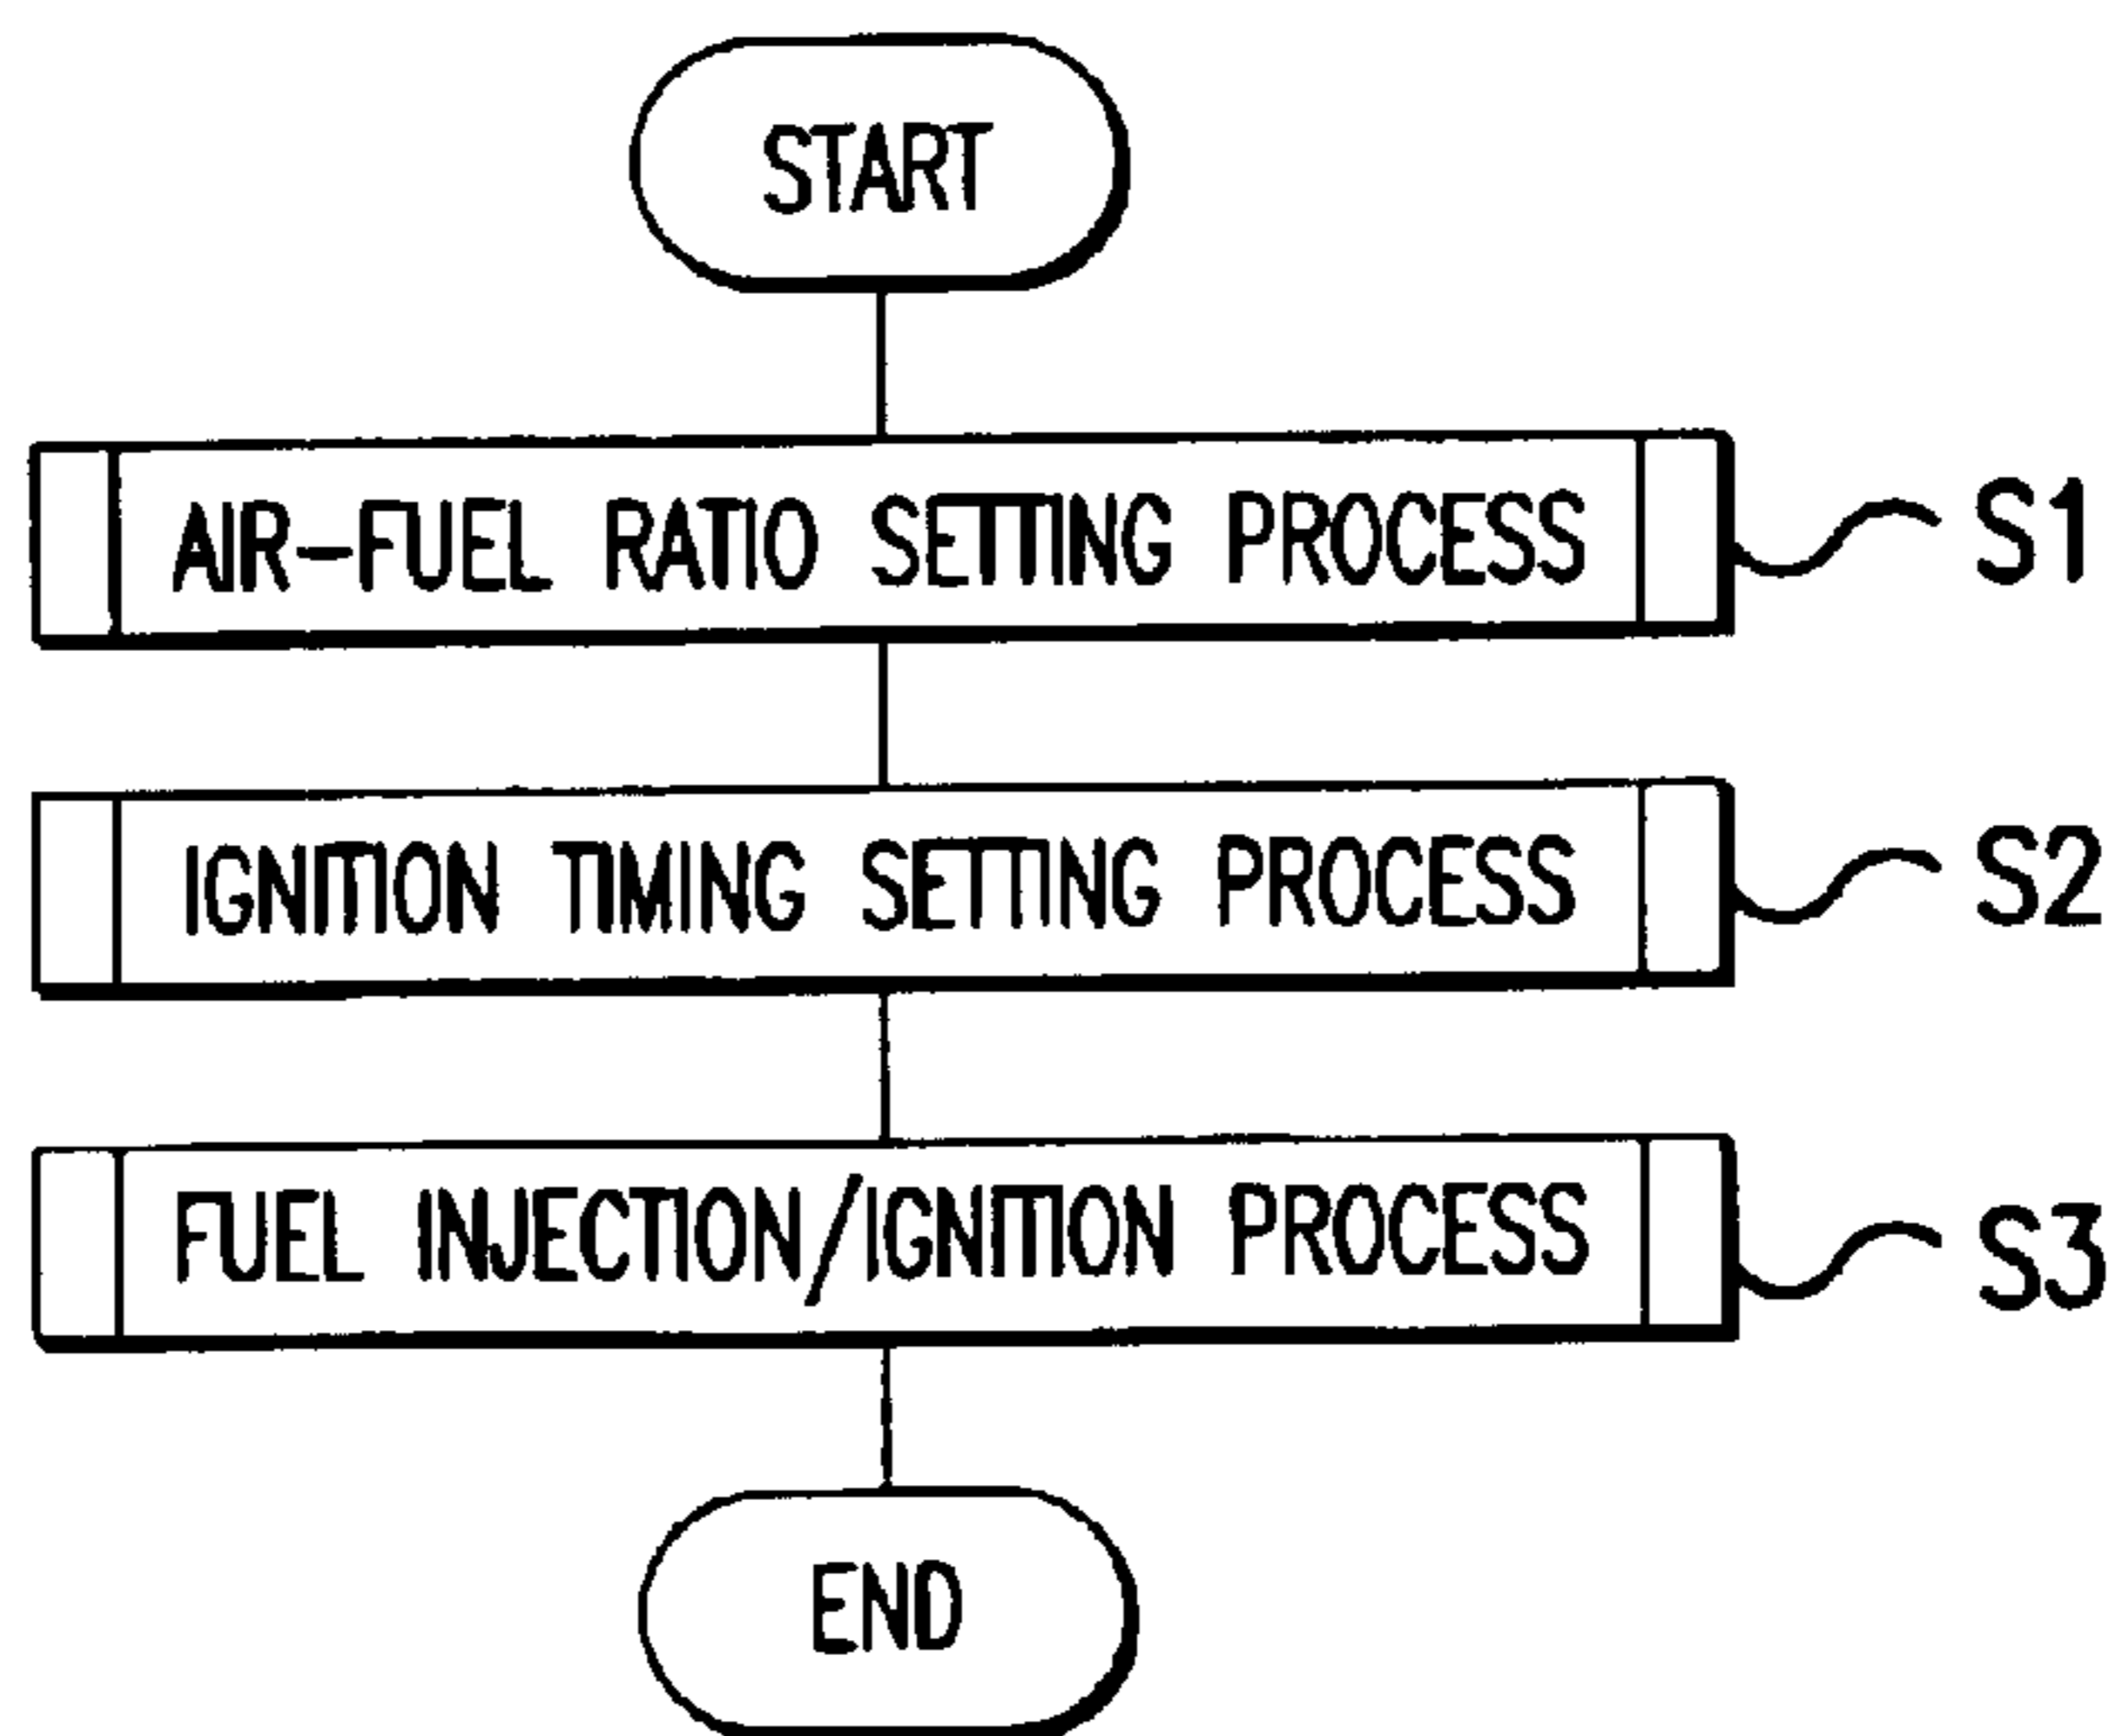 START
AIR-FUEL RATIO SETTING PROCESS
S1
IGNITION TIMING SETTING PROCESS
S2
FUEL INJECTION/IGNITION PROCESS
S3
END